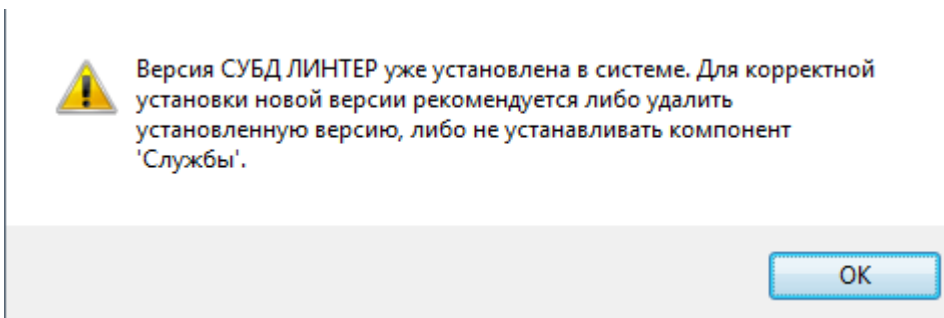 Версия СУБД ЛИНТЕР уже установлена в системе. Для корректной
установки новой версии рекомендуется либо удалить
установленную версию, либо не устанавливать компонент
'Службы'.
OK